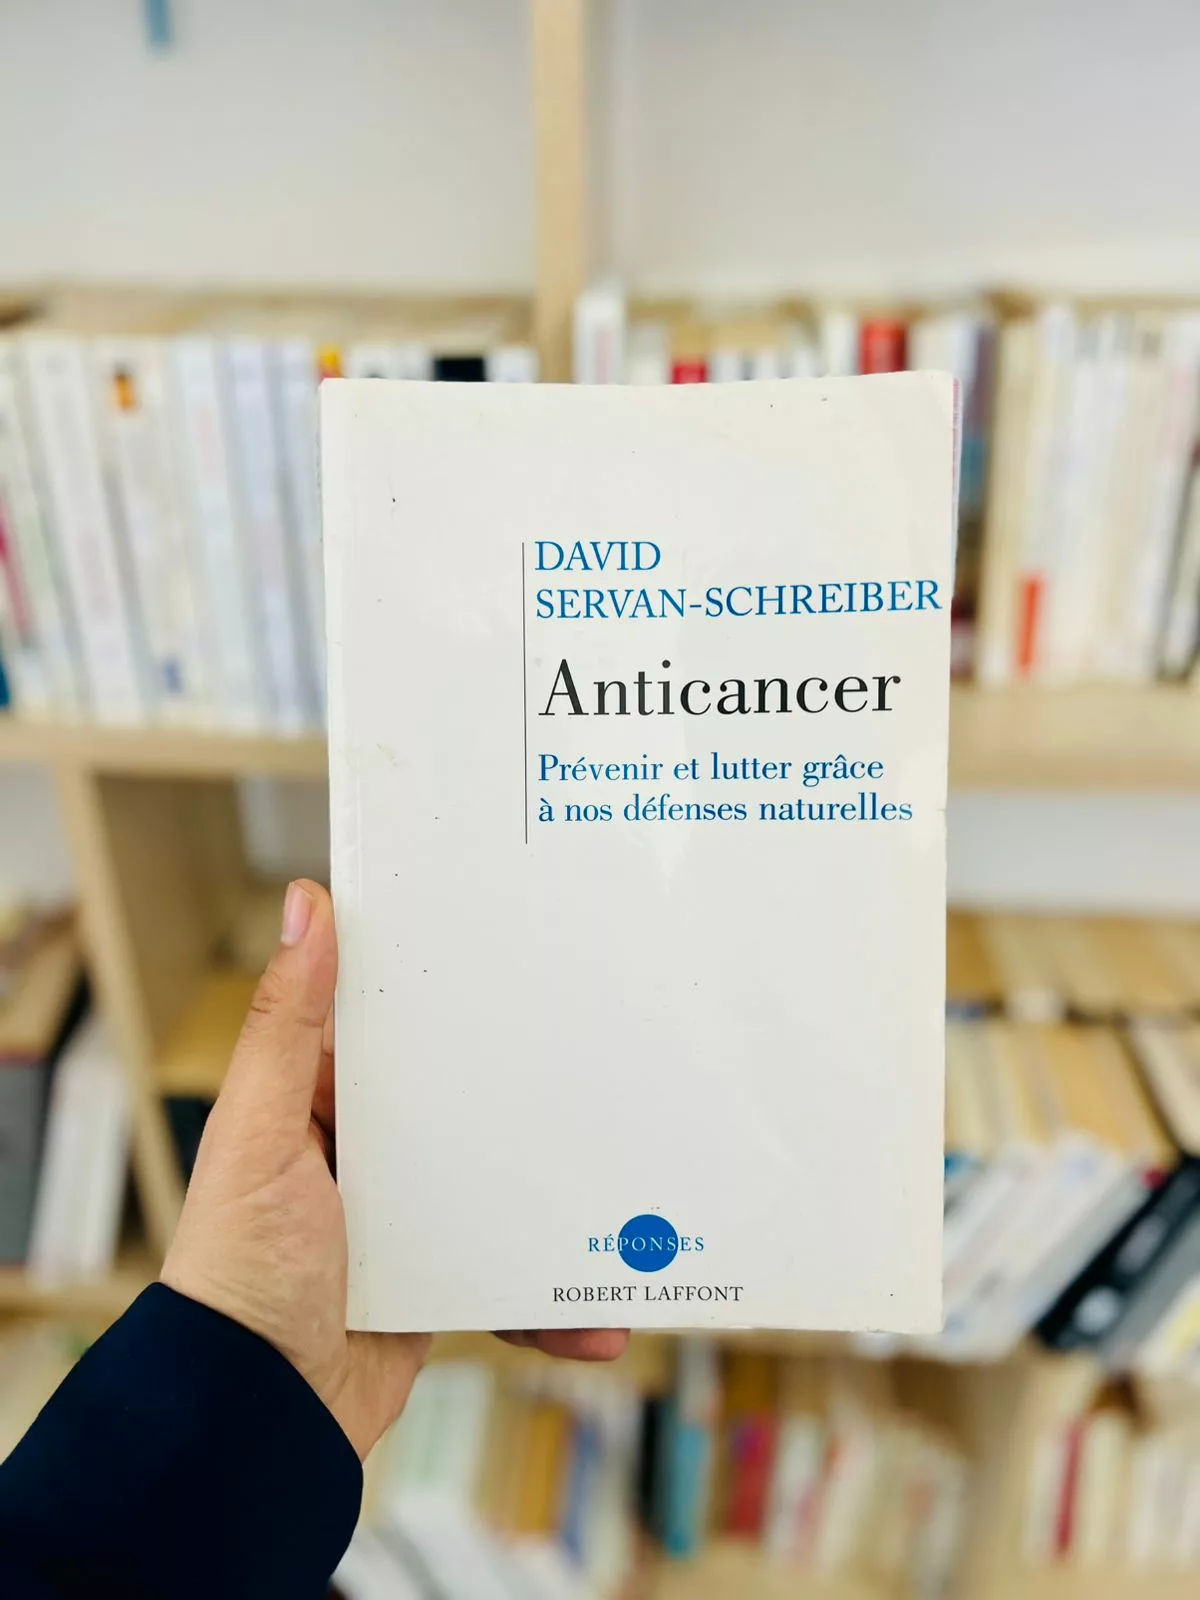 DAVID
SERVAN-SCHREIBER
Anticancer
Prévenir et lutter grâce
à nos défenses naturelles
RÉPONSES
ROBERT LAFFONT